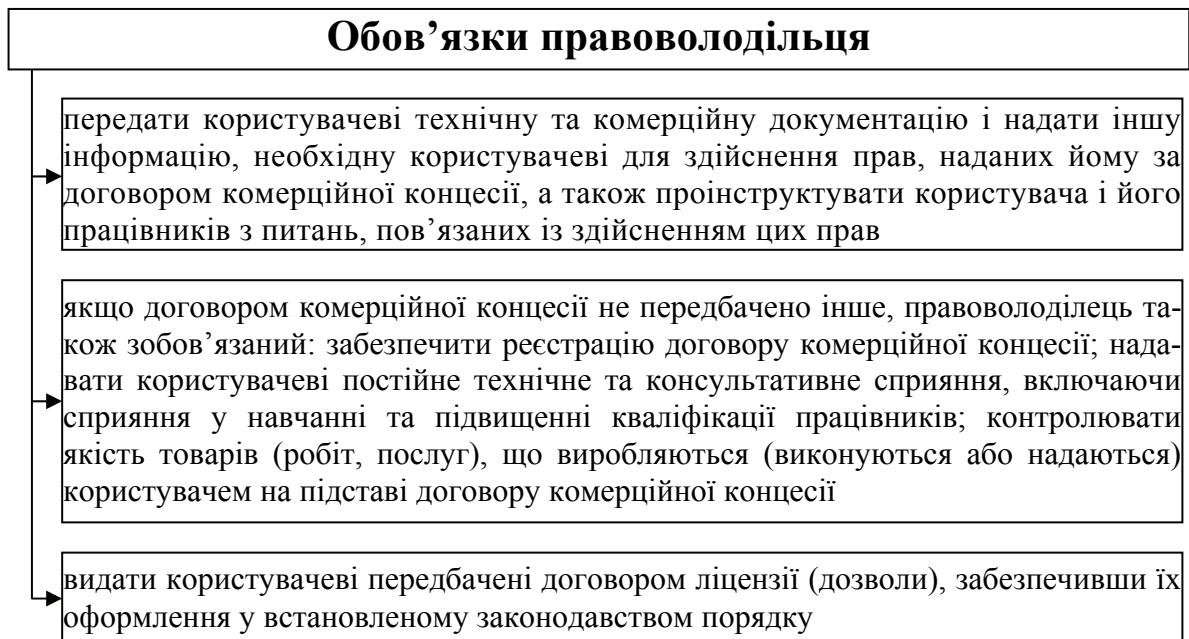 Обов’язки правоволодільця
передати користувачеві технічну та комерційну документацію і надати іншу
інформацію, необхідну користувачеві для здійснення прав, наданих йому за
договором комерційної концесії, а також проінструктувати користувача і його
працівників з питань, пов’язаних із здійсненням цих прав
якщо договором комерційної концесії не передбачено інше, правоволоділець та-
кож зобов’язаний: забезпечити реєстрацію договору комерційної концесії; нада-
вати користувачеві постійне технічне та консультативне сприяння, включаючи
сприяння у навчанні та підвищенні кваліфікації працівників; контролювати
якість товарів (робіт, послуг), що виробляються (виконуються або надаються)
користувачем на підставі договору комерційної концесії
видати користувачеві передбачені договором ліцензії (дозволи), забезпечивши їх
оформлення у встановленому законодавством порядку